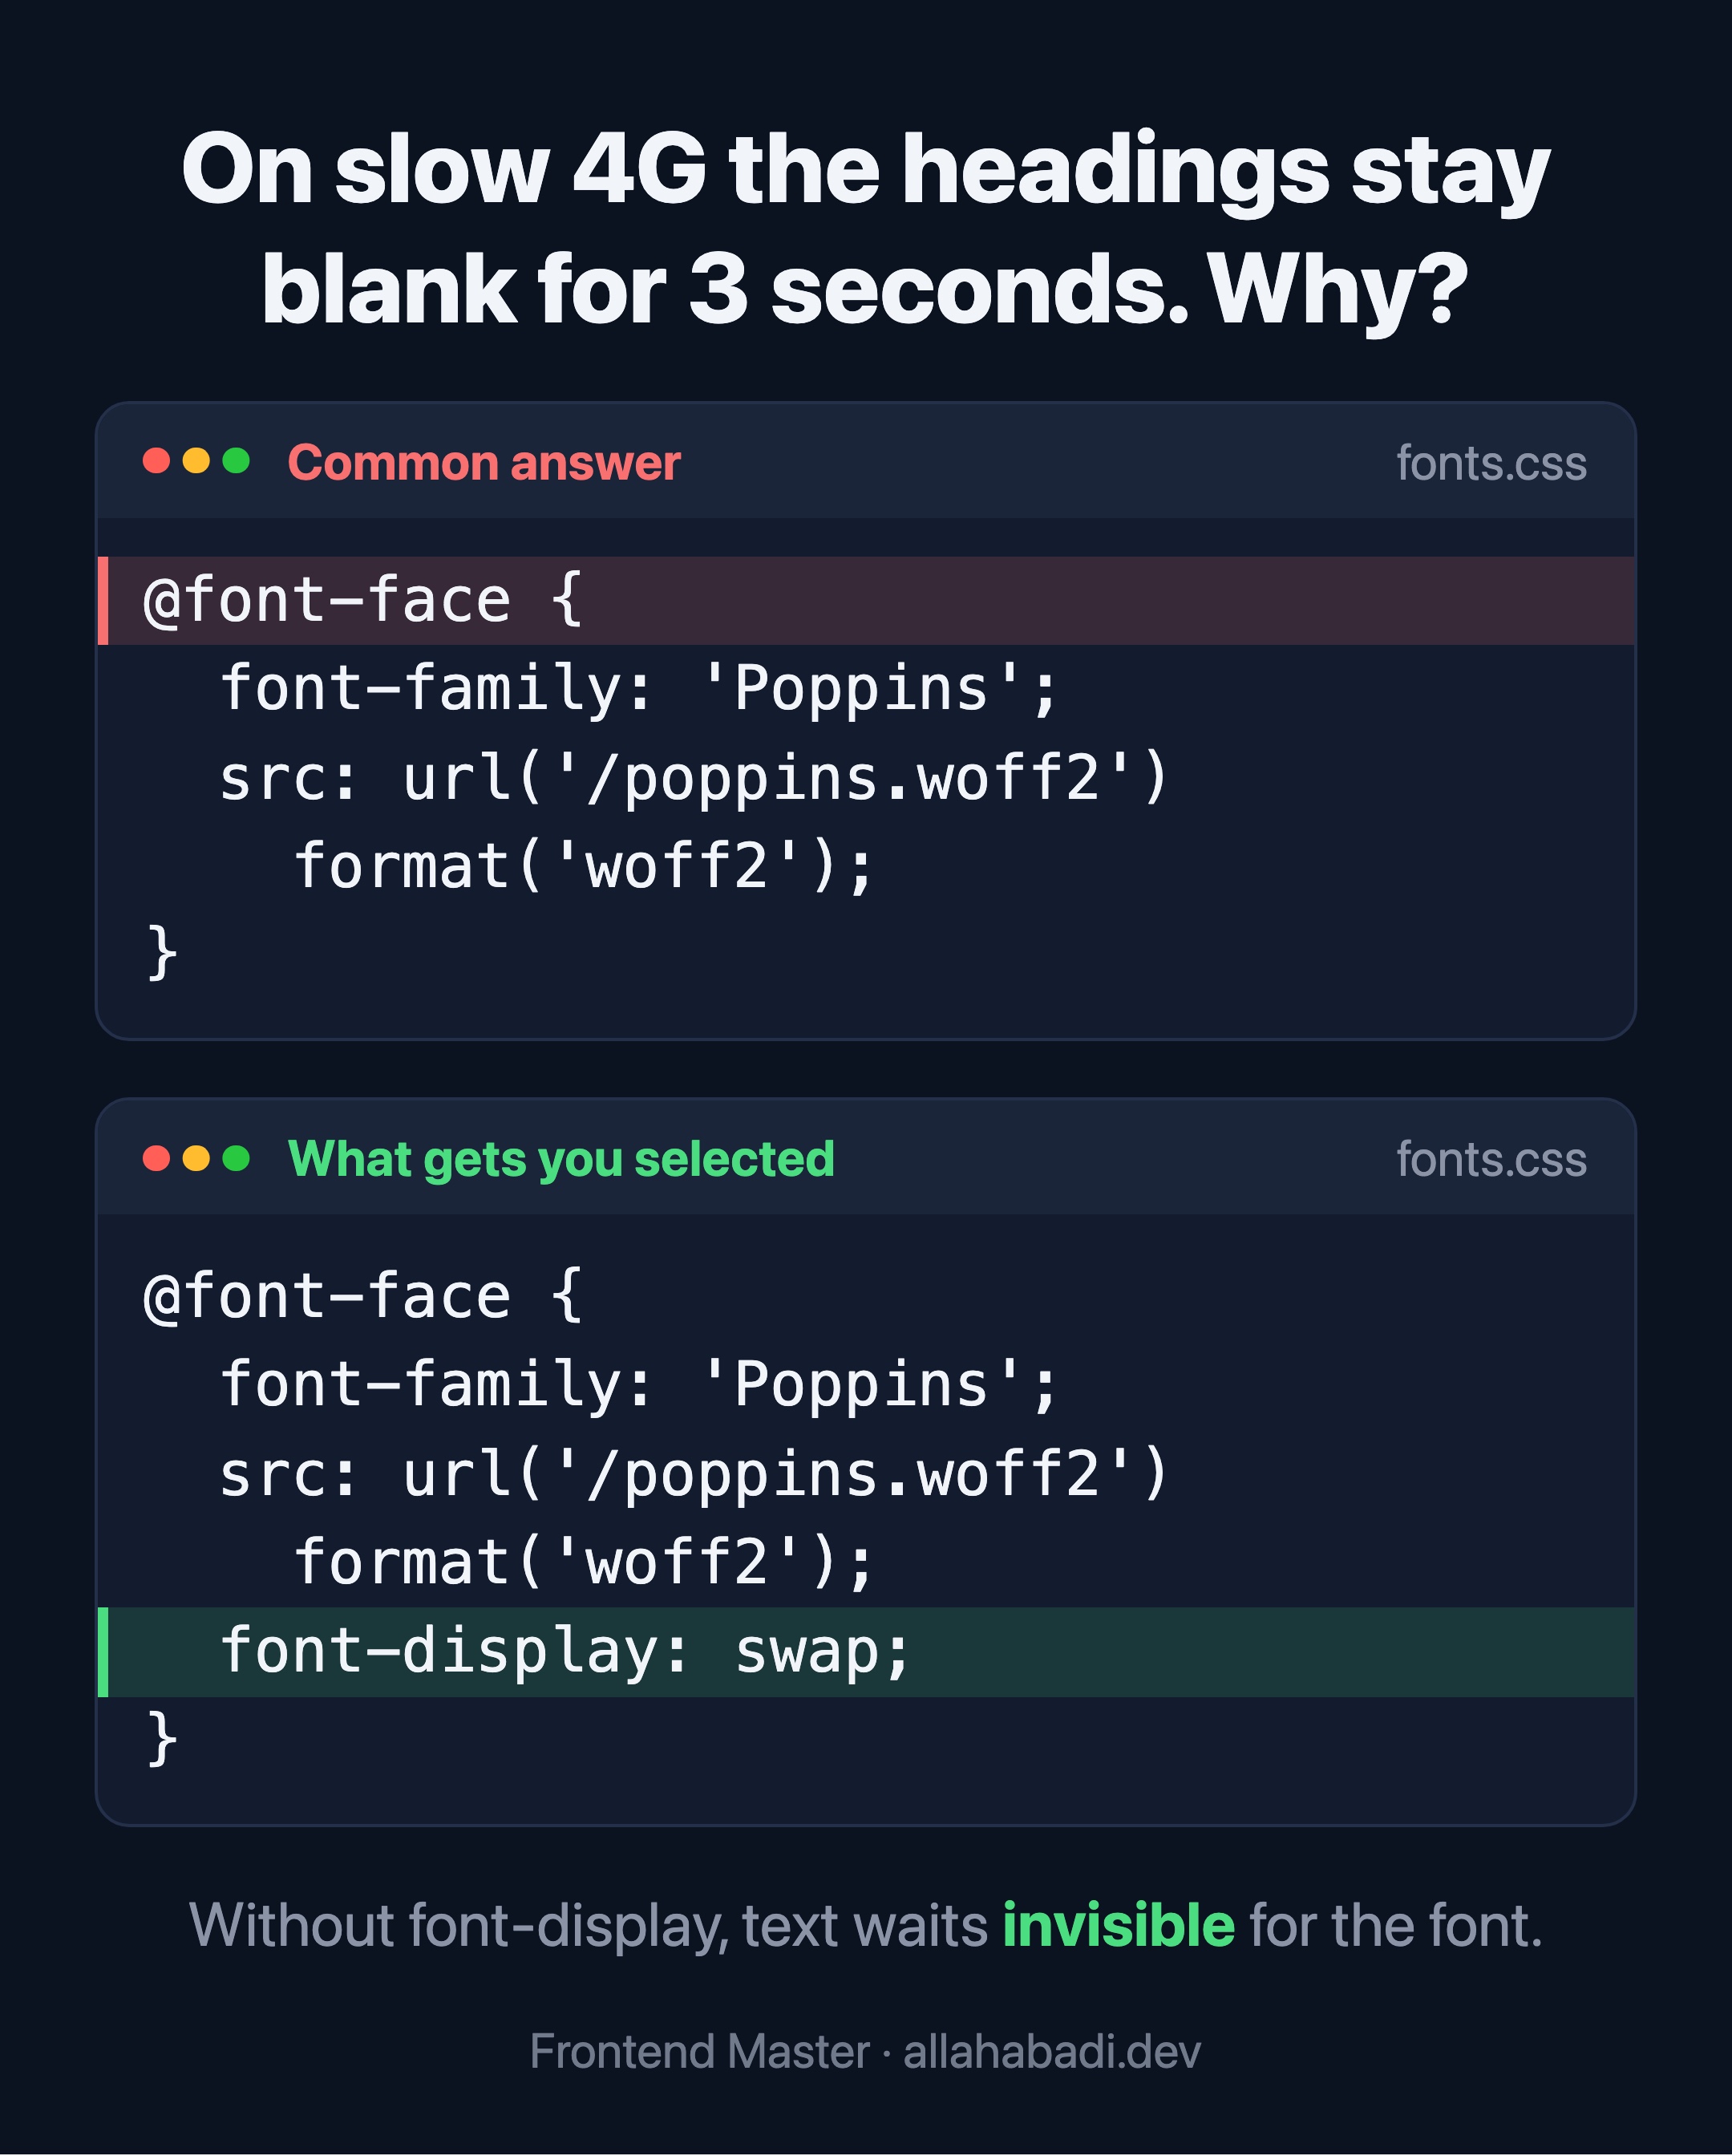 On slow 4G the headings stay
blank for 3 seconds. Why?
Common answer
fonts.css
@font-face {
  font-family: 'Poppins';
  src: url('/poppins.woff2')
    format('woff2');
}
What gets you selected
fonts.css
@font-face {
  font-family: 'Poppins';
  src: url('/poppins.woff2')
    format('woff2');
  font-display: swap;
}
Without font-display, text waits invisible for the font.
Frontend Master · allahabadi.dev